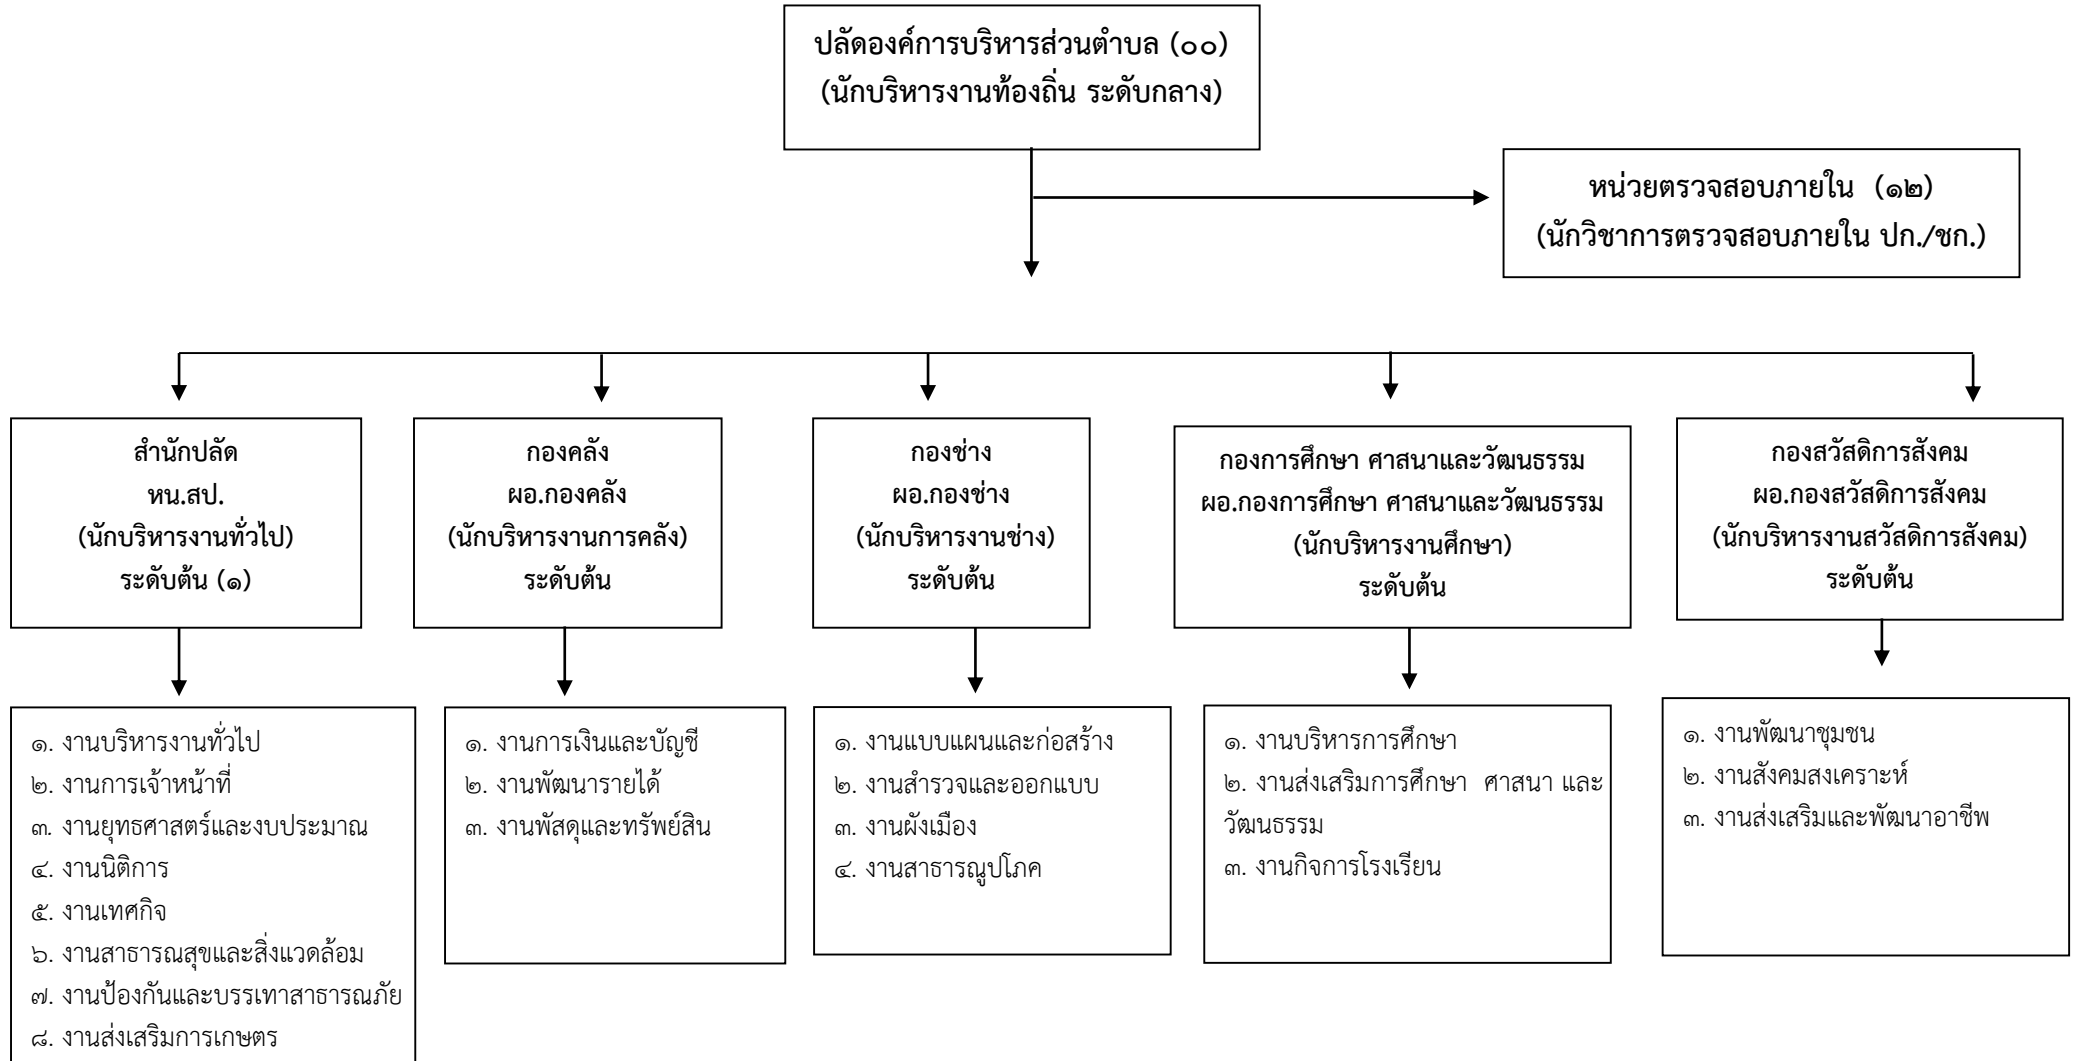 ปลัดองค์การบริหารส่วนตำบล (๐๐)
(นักบริหารงานท้องถิ่น ระดับกลาง)
หน่วยตรวจสอบภายใน (๑๒)
(นักวิชาการตรวจสอบภายใน ปก./ชก.)
สำนักปลัด
หน.สป.
(นักบริหารงานทั่วไป)
ระดับต้น (๑)
กองคลัง
ผอ.กองคลัง
(นักบริหารงานการคลัง)
ระดับต้น
กองช่าง
ผอ.กองช่าง
(นักบริหารงานช่าง)
ระดับต้น
กองการศึกษา ศาสนาและวัฒนธรรม
ผอ.กองการศึกษา ศาสนาและวัฒนธรรม
(นักบริหารงานศึกษา)
ระดับต้น
กองสวัสดิการสังคม
ผอ.กองสวัสดิการสังคม
(นักบริหารงานสวัสดิการสังคม)
ระดับต้น
๑. งานบริหารงานทั่วไป
๒. งานการเจ้าหน้าที่
๓. งานยุทธศาสตร์และงบประมาณ
๔. งานนิติการ
๕. งานเทศกิจ
๖. งานสาธารณสุขและสิ่งแวดล้อม
๗. งานป้องกันและบรรเทาสาธารณภัย
๘. งานส่งเสริมการเกษตร
๑. งานการเงินและบัญชี
๒. งานพัฒนารายได้
๓. งานพัสดุและทรัพย์สิน
๑. งานแบบแผนและก่อสร้าง
๒. งานสำรวจและออกแบบ
๓. งานผังเมือง
๔. งานสาธารณูปโภค
๑. งานบริหารการศึกษา
๒. งานส่งเสริมการศึกษา ศาสนา และ
วัฒนธรรม
๓. งานกิจการโรงเรียน
๑. งานพัฒนาชุมชน
๒. งานสังคมสงเคราะห์
๓. งานส่งเสริมและพัฒนาอาชีพ